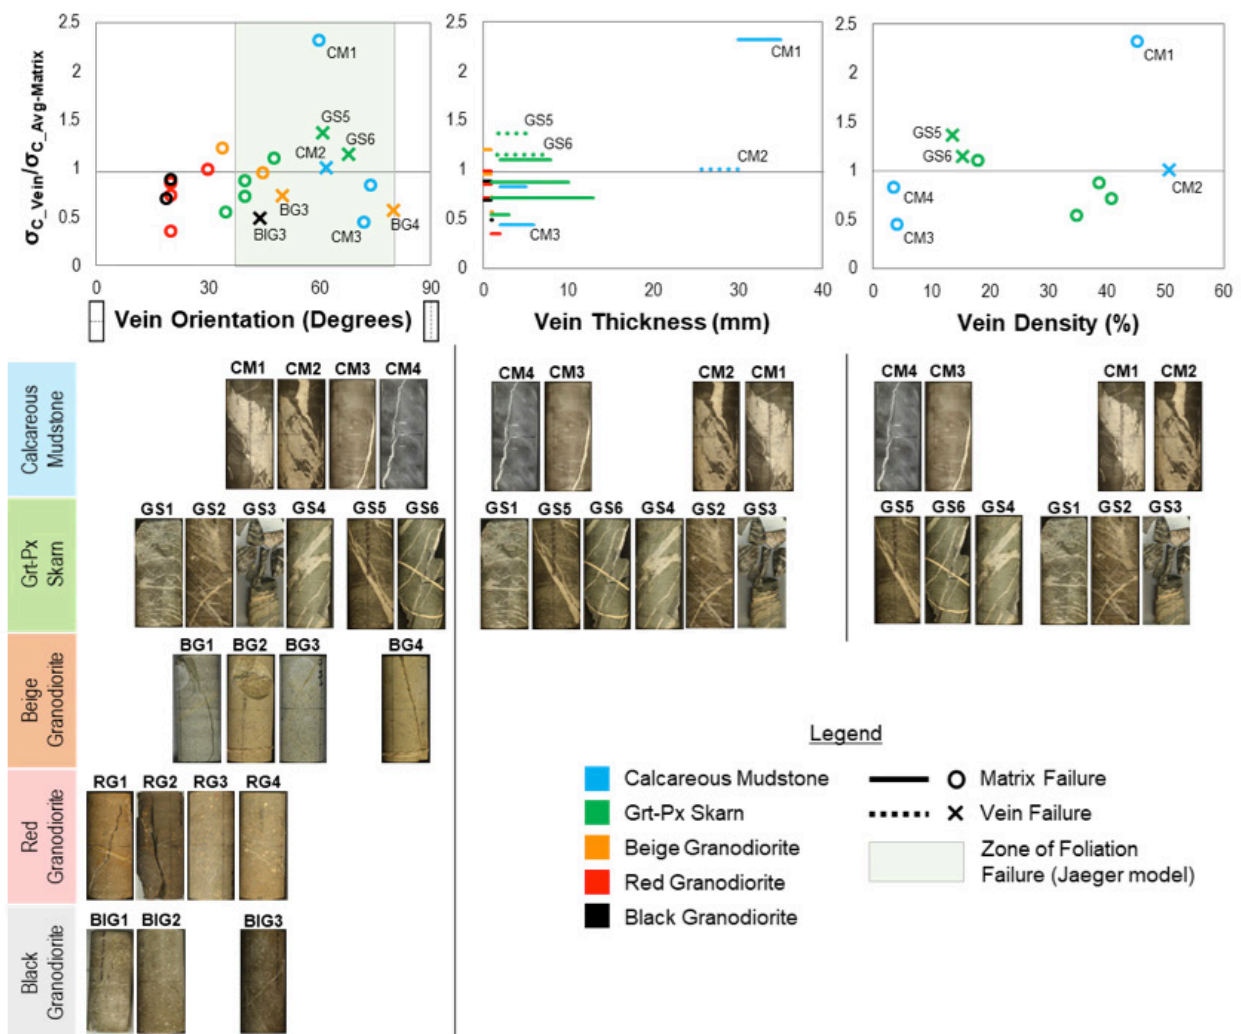 σC_Vein/σC_Avg-Matrix
2.5
2
1.5
1
0.5
0
0
30
60
90
CM1
GS5
GS6
CM2
BG3
BIG3
CM3
BG4
Vein Orientation (Degrees)
2.5
2
1.5
1
0.5
0
0
10
20
30
40
CM1
GS5
GS6
CM2
CM3
Vein Thickness (mm)
2.5
2
1.5
1
0.5
0
0
10
20
30
40
50
60
CM1
GS5
GS6
CM4
CM2
CM3
Vein Density (%)
Calcareous
Mudstone
CM1 CM2 CM3 CM4
CM4 CM3 CM2 CM1
CM4 CM3 CM1 CM2
Grt-Px
Skarn
GS1 GS2 GS3 GS4 GS5 GS6
GS1 GS5 GS6 GS4 GS2 GS3
GS5 GS6 GS4 GS1 GS2 GS3
Beige
Granodiorite
BG1 BG2 BG3 BG4
Red
Granodiorite
RG1 RG2 RG3 RG4
Black
Granodiorite
BIG1 BIG2 BIG3
Legend
Calcareous Mudstone
Grt-Px Skarn
Beige Granodiorite
Red Granodiorite
Black Granodiorite
Matrix Failure
Vein Failure
Zone of Foliation
Failure (Jaeger model)